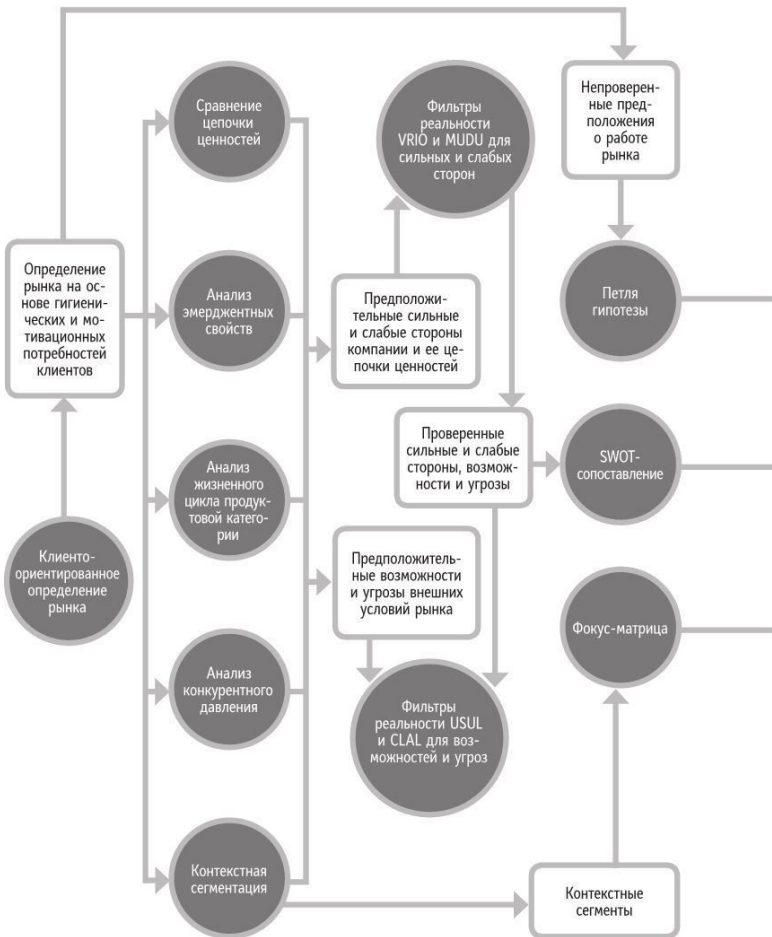 Сравнение
цепочки
ценностей
Фильтры
реальности
VRIO и MUDU для
сильных и слабых
сторон
Непроверен-
ные пред-
положения
о работе
рынка
Определение
рынка на ос-
нове гигиени-
ческих и мо-
тивационных
потребностей
клиентов
Анализ
эмерджентных
свойств
Предположи-
тельные сильные
и слабые стороны
компании и ее це-
почки ценностей
Петля
гипотезы
Проверенные
сильные и слабые
стороны, возмож-
ности и угрозы
SWOT-
сопоставление
Анализ
жизненного
цикла продук-
товой катего-
рии
Клиенто-
ориентированное
определение
рынка
Предположитель-
ные возможности
и угрозы внешних
условий рынка
Фокус-матрица
Анализ
конкурентного
давления
Фильтры
реальности USUL
и CLAL для воз-
можностей и угроз
Контекстная
сегментация
Контекстные
сегменты